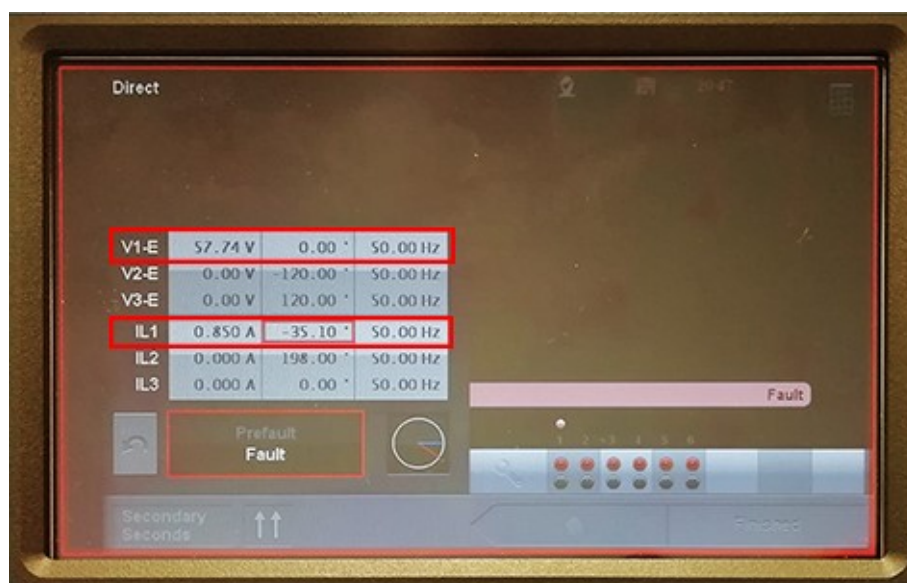 Direct
20:47
V1-E 57.74 V 0.00 ° 50.00 Hz
V2-E 0.00 V -120.00 ° 50.00 Hz
V3-E 0.00 V 120.00 ° 50.00 Hz
IL1 0.850 A -35.10 ° 50.00 Hz
IL2 0.000 A 198.00 ° 50.00 Hz
IL3 0.000 A 0.00 ° 50.00 Hz
Fault
Prefault
Fault
1 2 3 4 5 6
Secondary
Seconds
Finished